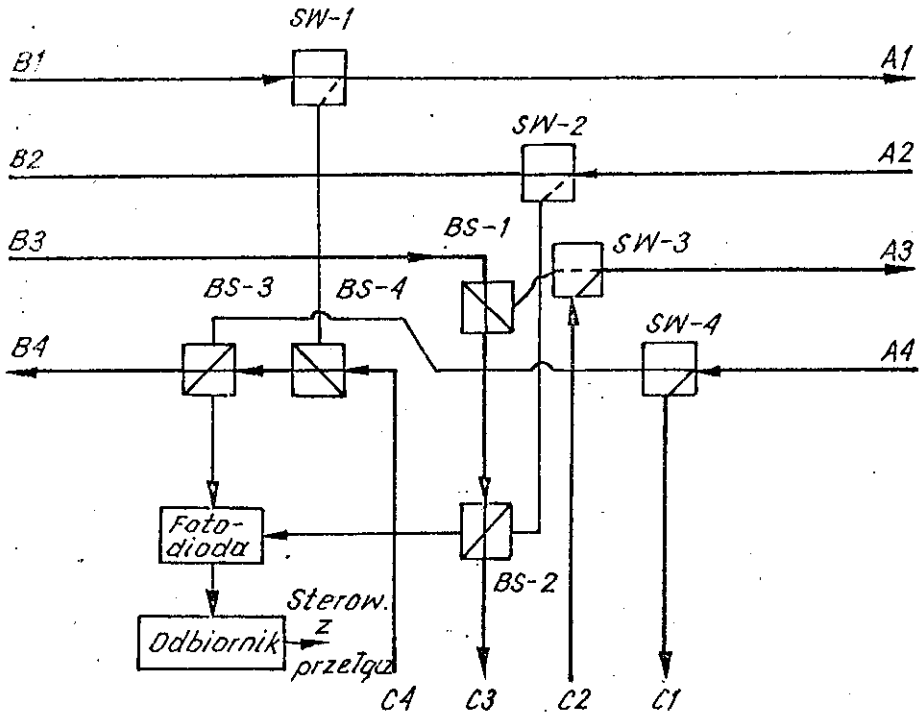 SW-1
B1
A1
SW-2
B2
A2
B3
BS-1
SW-3
A3
BS-3
BS-4
SW-4
B4
A4
Foto-
dioda
BS-2
Sterow.
z
Odbiornik
przełącz
C4
C3
C2
C1